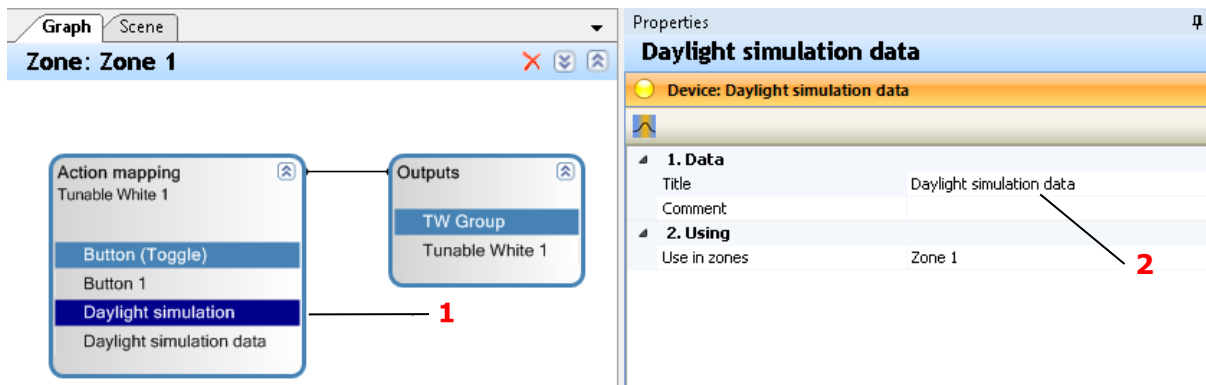 Graph Scene
Zone: Zone 1
Action mapping
Tunable White 1
Button (Toggle)
Button 1
Daylight simulation
Daylight simulation data
Outputs
TW Group
Tunable White 1
1
Properties
Daylight simulation data
Device: Daylight simulation data
1. Data
Title Daylight simulation data
Comment
2. Using
Use in zones Zone 1
2